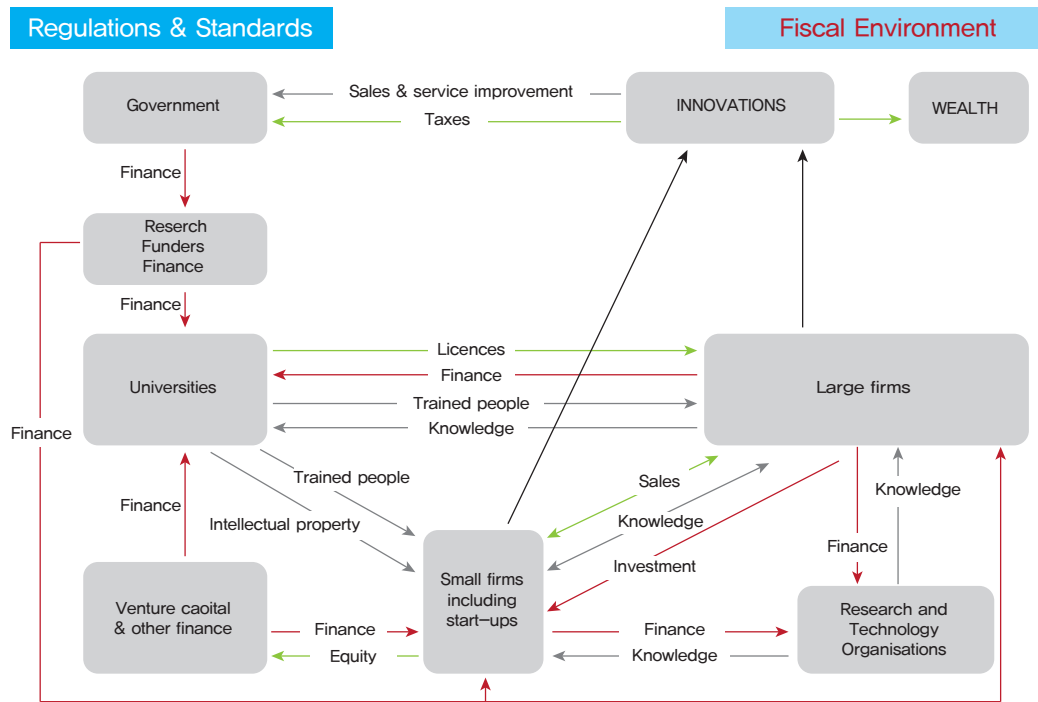 Regulations & Standards
Fiscal Environment
Government
Sales & service improvement
Taxes
INNOVATIONS
WEALTH
Finance
Reserch
Funders
Finance
Finance
Universities
Licences
Finance
Trained people
Knowledge
Large firms
Finance
Trained people
Intellectual property
Finance
Sales
Knowledge
Investment
Knowledge
Finance
Venture caoital
& other finance
Finance
Equity
Small firms
including
start-ups
Finance
Knowledge
Research and
Technology
Organisations